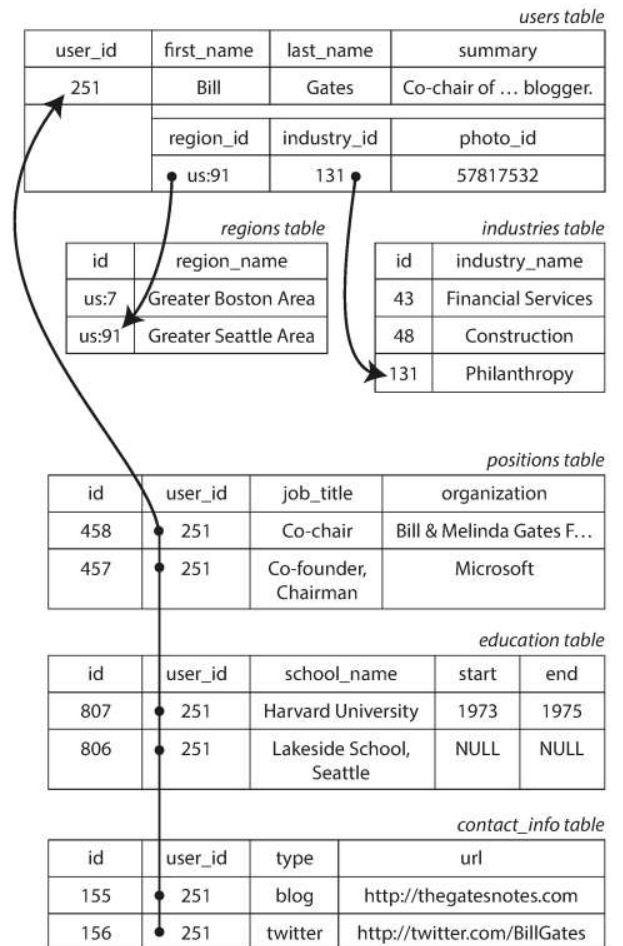 users table
user_id first_name last_name summary
251 Bill Gates Co-chair of … blogger.
region_id industry_id photo_id
us:91 131 57817532
regions table
id region_name
us:7 Greater Boston Area
us:91 Greater Seattle Area
industries table
id industry_name
43 Financial Services
48 Construction
131 Philanthropy
positions table
id user_id job_title organization
458 251 Co-chair Bill & Melinda Gates F…
457 251 Co-founder, Microsoft
Chairman
education table
id user_id school_name start end
807 251 Harvard University 1973 1975
806 251 Lakeside School, NULL NULL
Seattle
contact_info table
id user_id type url
155 251 blog http://thegatesnotes.com
156 251 twitter http://twitter.com/BillGates